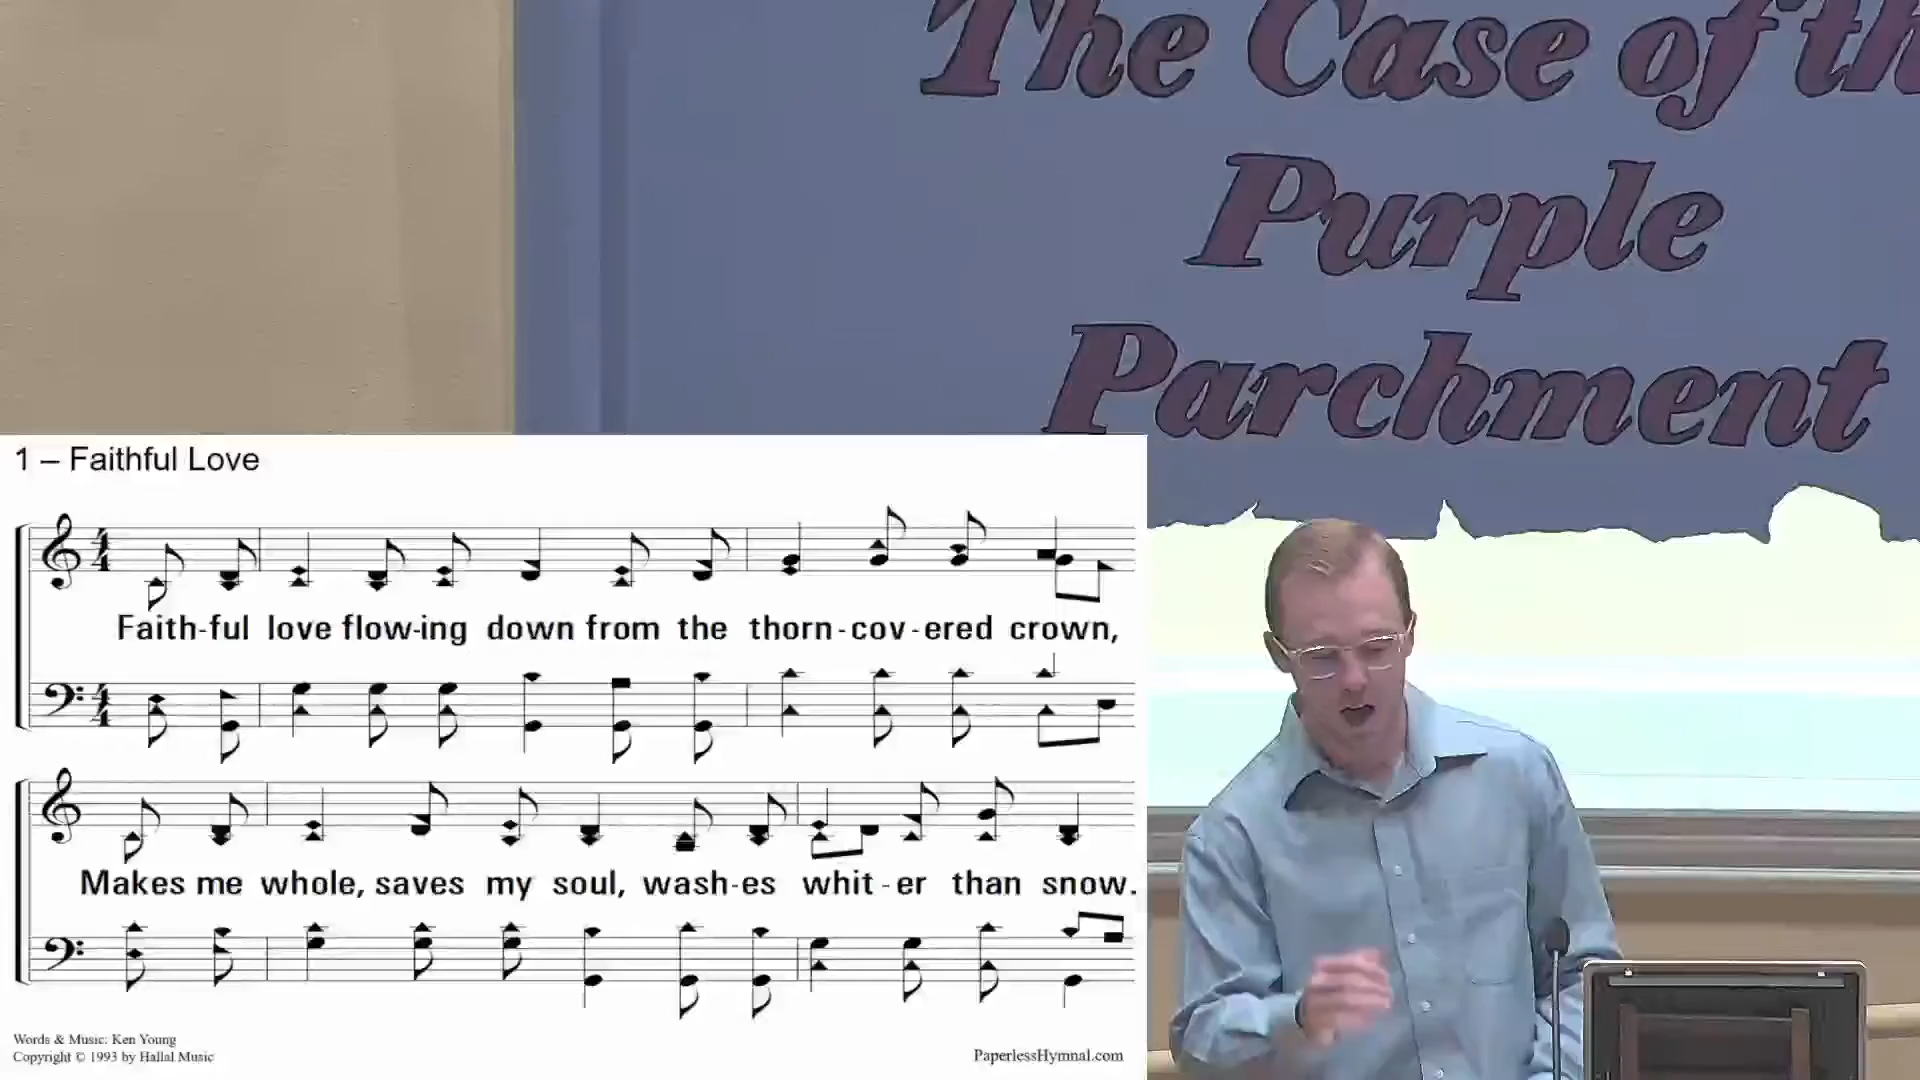 The Case of th
Purple
Parchment
1 – Faithful Love
Faith-ful love flow-ing down from the thorn-cov-ered crown,
Makes me whole, saves my soul, wash-es whit-er than snow.
Words & Music: Ken Young
Copyright © 1993 by Hallal Music
PaperlessHymnal.com